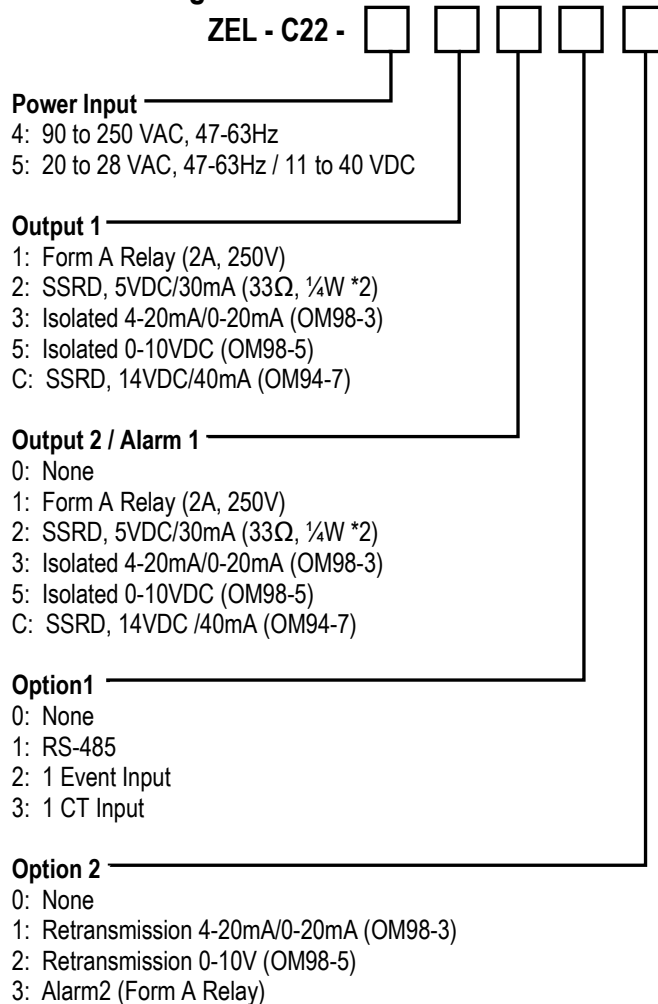 ZEL - C22 -
Power Input
4: 90 to 250 VAC, 47-63Hz
5: 20 to 28 VAC, 47-63Hz / 11 to 40 VDC
Output 1
1: Form A Relay (2A, 250V)
2: SSRD, 5VDC/30mA (33Ω, ¼W *2)
3: Isolated 4-20mA/0-20mA (OM98-3)
5: Isolated 0-10VDC (OM98-5)
C: SSRD, 14VDC/40mA (OM94-7)
Output 2 / Alarm 1
0: None
1: Form A Relay (2A, 250V)
2: SSRD, 5VDC/30mA (33Ω, ¼W *2)
3: Isolated 4-20mA/0-20mA (OM98-3)
5: Isolated 0-10VDC (OM98-5)
C: SSRD, 14VDC /40mA (OM94-7)
Option1
0: None
1: RS-485
2: 1 Event Input
3: 1 CT Input
Option 2
0: None
1: Retransmission 4-20mA/0-20mA (OM98-3)
2: Retransmission 0-10V (OM98-5)
3: Alarm2 (Form A Relay)